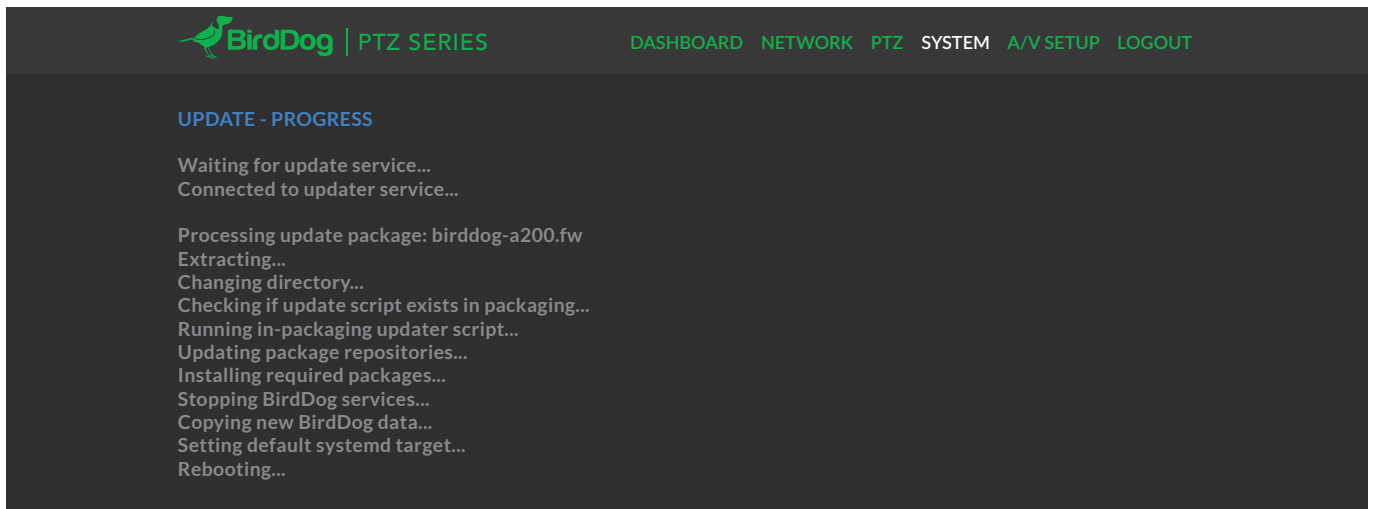 BirdDog | PTZ SERIES
DASHBOARD NETWORK PTZ SYSTEM A/V SETUP LOGOUT
UPDATE - PROGRESS
Waiting for update service...
Connected to updater service...
Processing update package: birddog-a200.fw
Extracting...
Changing directory...
Checking if update script exists in packaging...
Running in-packaging updater script...
Updating package repositories...
Installing required packages...
Stopping BirdDog services...
Copying new BirdDog data...
Setting default systemd target...
Rebooting...